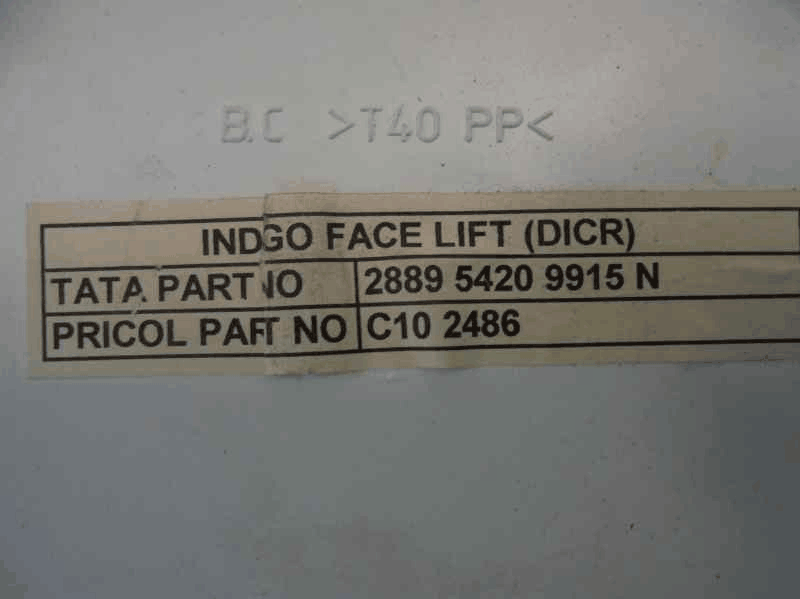 B.C >T40 PP<
INDGO FACE LIFT (DICR)
TATA PART NO 2889 5420 9915 N
PRICOL PART NO C10 2486